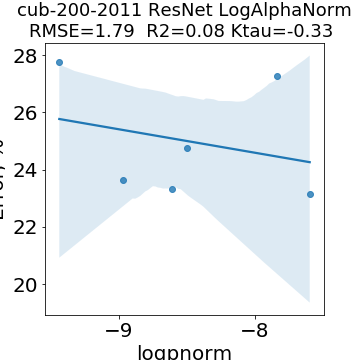 cub-200-2011 ResNet LogAlphaNorm
RMSE=1.79 R2=0.08 Ktau=-0.33
28
26
24
22
20
−9
−8
logpnorm